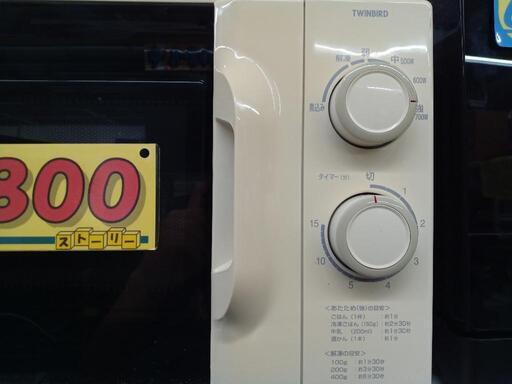 TWINBIRD
弱
解凍
中500W
600W
煮込み
強
700W
800
ストーリー
タイマー(分)
切
1
15
2
10
3
5
4
<あたため(強)の目安>
ごはん(1杯) :約1分
冷凍ごはん(150g) :約2分30秒
牛乳(200ml) :約1分30秒
酒かん(1本) :約1分
<解凍の目安>
100g :約1分30秒
200g :約3分30秒
400g :約6分30秒